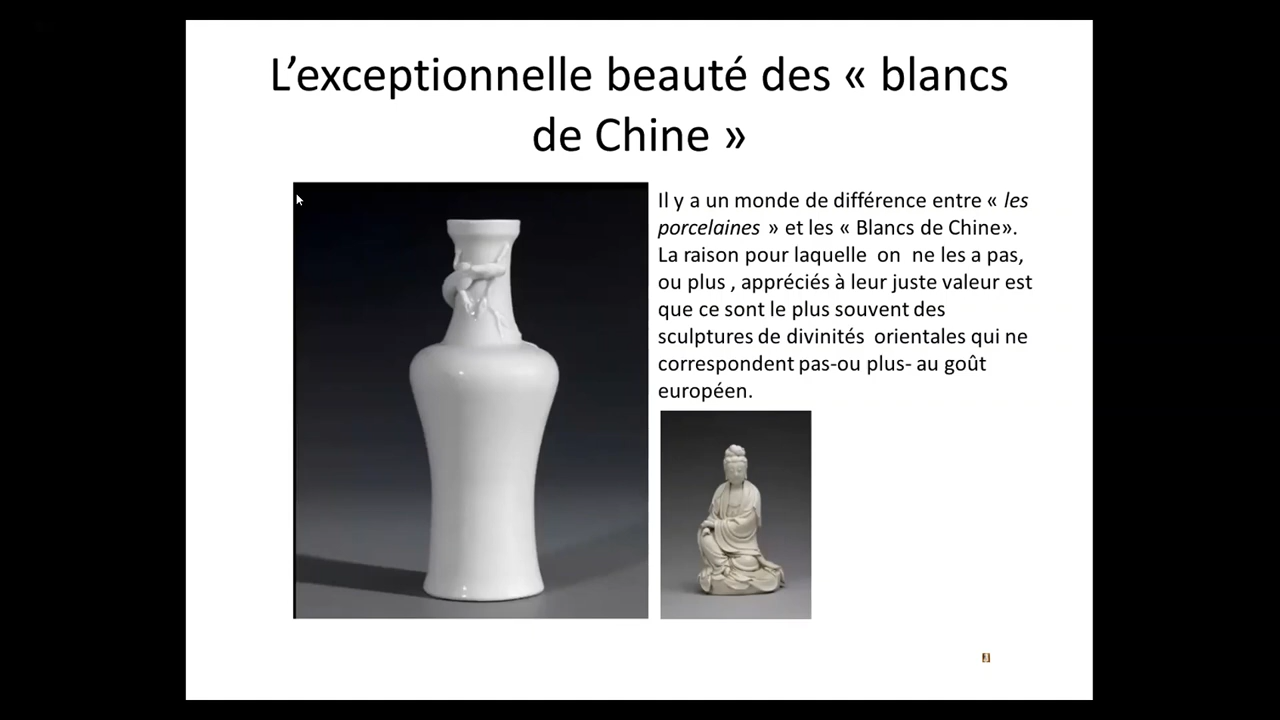 L’exceptionnelle beauté des « blancs
de Chine »
Il y a un monde de différence entre « les
porcelaines » et les « Blancs de Chine».
La raison pour laquelle on ne les a pas,
ou plus , appréciés à leur juste valeur est
que ce sont le plus souvent des
sculptures de divinités orientales qui ne
correspondent pas-ou plus- au goût
européen.